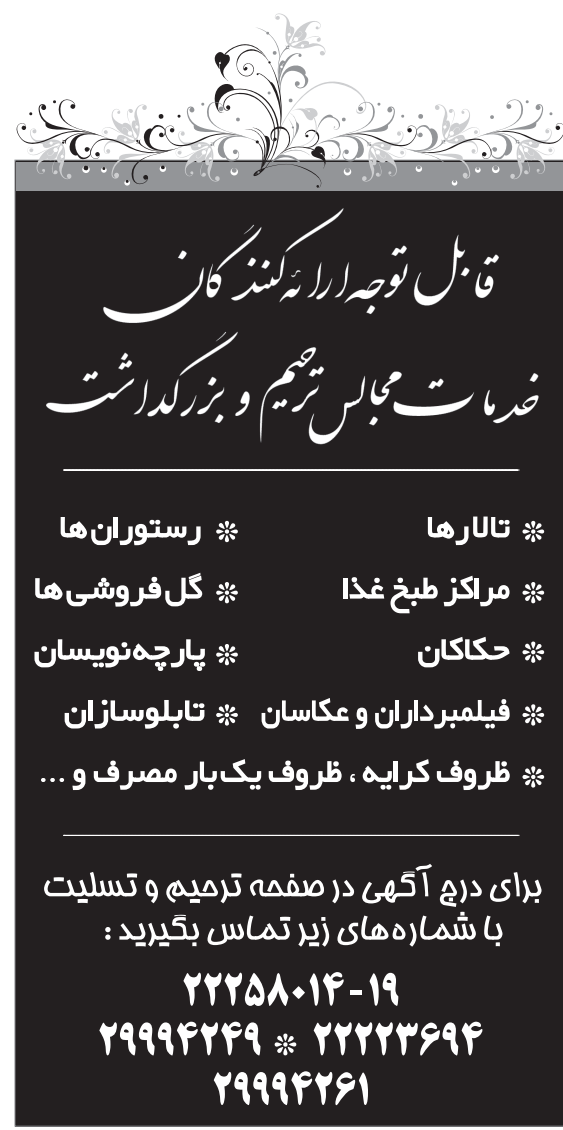 قابل توجه ارائه کنندگان
خدمات مجالس ترحیم و بزرگداشت
❊ تالارها ❊ رستوران‌ها
❊ مراکز طبخ غذا ❊ گل‌فروشی‌ها
❊ حکاکان ❊ پارچه‌نویسان
❊ فیلمبرداران و عکاسان ❊ تابلوسازان
❊ ظروف کرایه ، ظروف یک‌بار مصرف و ...
برای درج آگهی در صفحه ترحیم و تسلیت
با شماره‌های زیر تماس بگیرید :
۲۲۲۵۸۰۱۴-۱۹
۲۹۹۹۴۲۴۹ ❊ ۲۲۲۲۳۶۹۴
۲۹۹۹۴۲۶۱